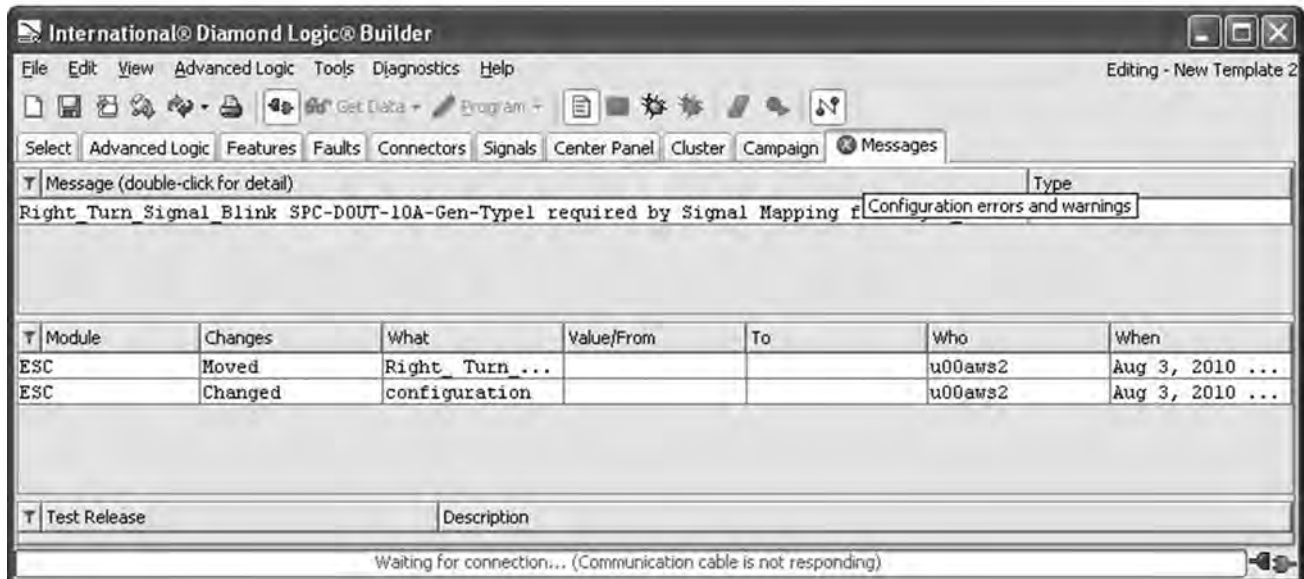 International® Diamond Logic® Builder
File Edit View Advanced Logic Tools Diagnostics Help Editing - New Template 2
Get Data Program
Select Advanced Logic Features Faults Connectors Signals Center Panel Cluster Campaign Messages
Message (double-click for detail) Type
Right_Turn_Signal_Blink SPC-DOUT-10A-Gen-Type1 required by Signal Mapping
Configuration errors and warnings
Module Changes What Value/From To Who When
ESC Moved Right_ Turn_... u00aws2 Aug 3, 2010 ...
ESC Changed configuration u00aws2 Aug 3, 2010 ...
Test Release Description
Waiting for connection... (Communication cable is not responding)